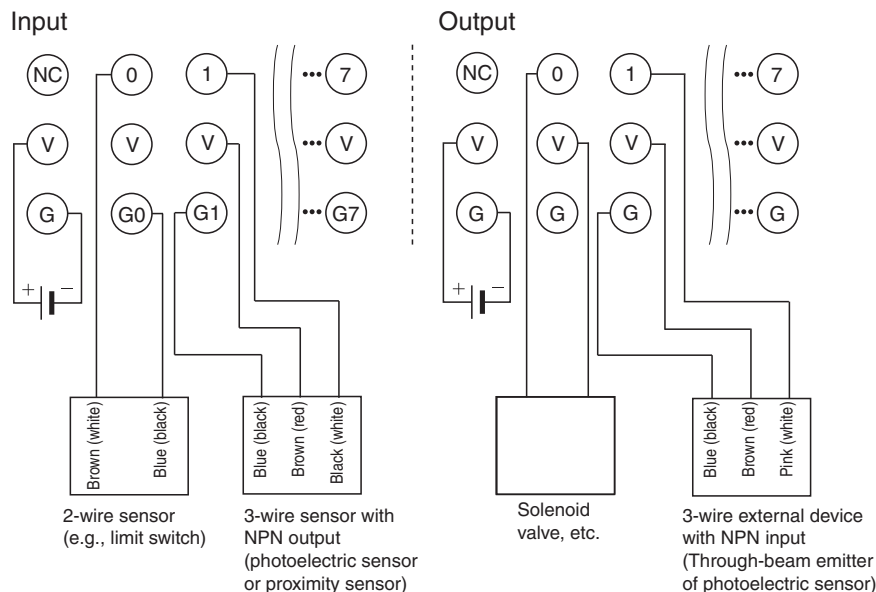 Input
Output
NC 0 1 ••• 7
NC 0 1 ••• 7
V V V ••• V
V V V ••• V
G G0 G1 ••• G7
G G G ••• G
+ −
+ −
Brown (white)
Blue (black)
Blue (black)
Brown (red)
Black (white)
Blue (black)
Brown (red)
Pink (white)
2-wire sensor
(e.g., limit switch)
3-wire sensor with
NPN output
(photoelectric sensor
or proximity sensor)
Solenoid
valve, etc.
3-wire external device
with NPN input
(Through-beam emitter
of photoelectric sensor)